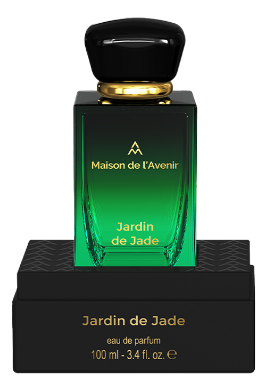 Maison de l'Avenir
Jardin
de Jade
Jardin de Jade
eau de parfum
100 ml - 3.4 fl. oz. ℮